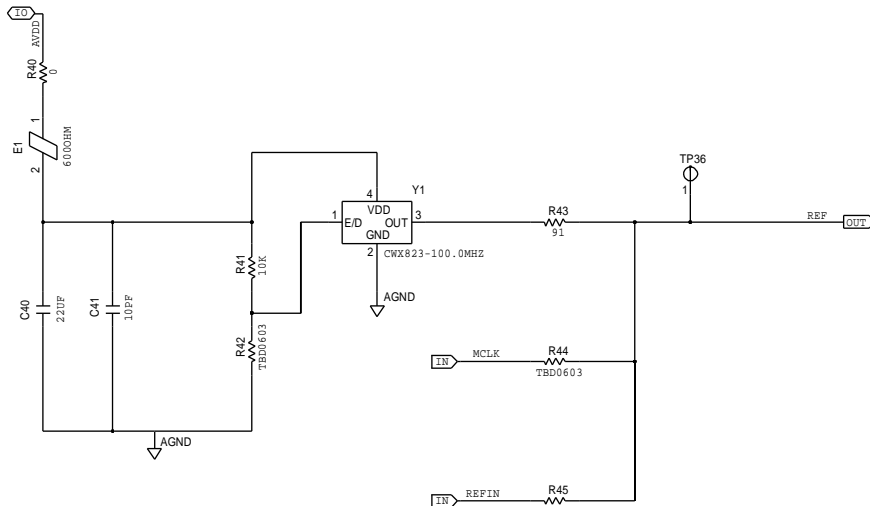 IO
AVDD
R40
0
1
E1
600OHM
2
TP36
1
4
Y1
1
VDD
E/D
OUT
3
GND
2
CWX823-100.0MHZ
R43
91
REF
OUT
R41
10K
AGND
C40
22UF
C41
10PF
R42
TBD0603
IN
MCLK
R44
TBD0603
AGND
IN
REFIN
R45